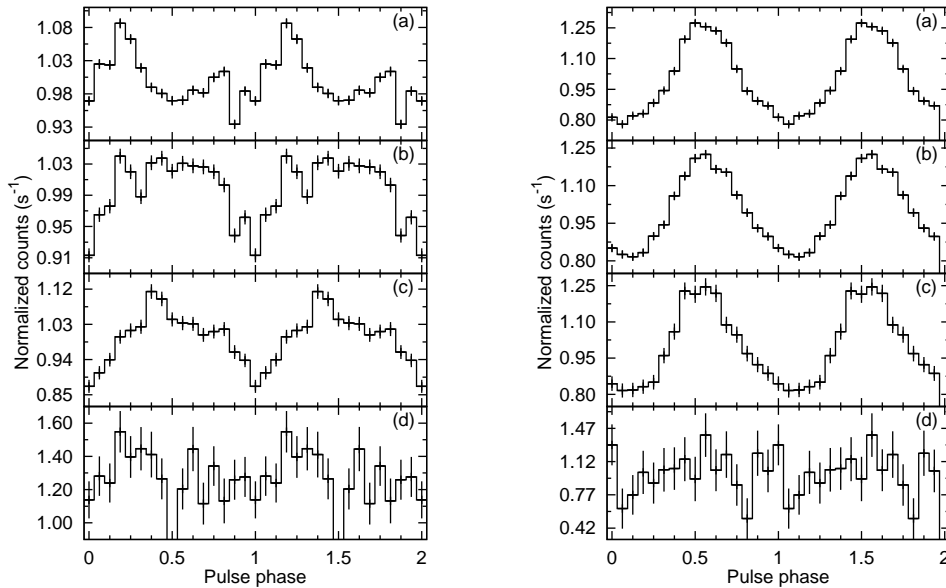 (a)
1.08
1.03
0.98
0.93
(b)
1.03
0.99
0.95
0.91
(c)
1.12
1.03
0.94
0.85
(d)
1.60
1.40
1.20
1.00
Normalized counts (s⁻¹)
0 0.5 1 1.5 2
Pulse phase
(a)
1.25
1.10
0.95
0.80
(b)
1.25
1.10
0.95
0.80
(c)
1.25
1.10
0.95
0.80
(d)
1.47
1.12
0.77
0.42
Normalized counts (s⁻¹)
0 0.5 1 1.5 2
Pulse phase